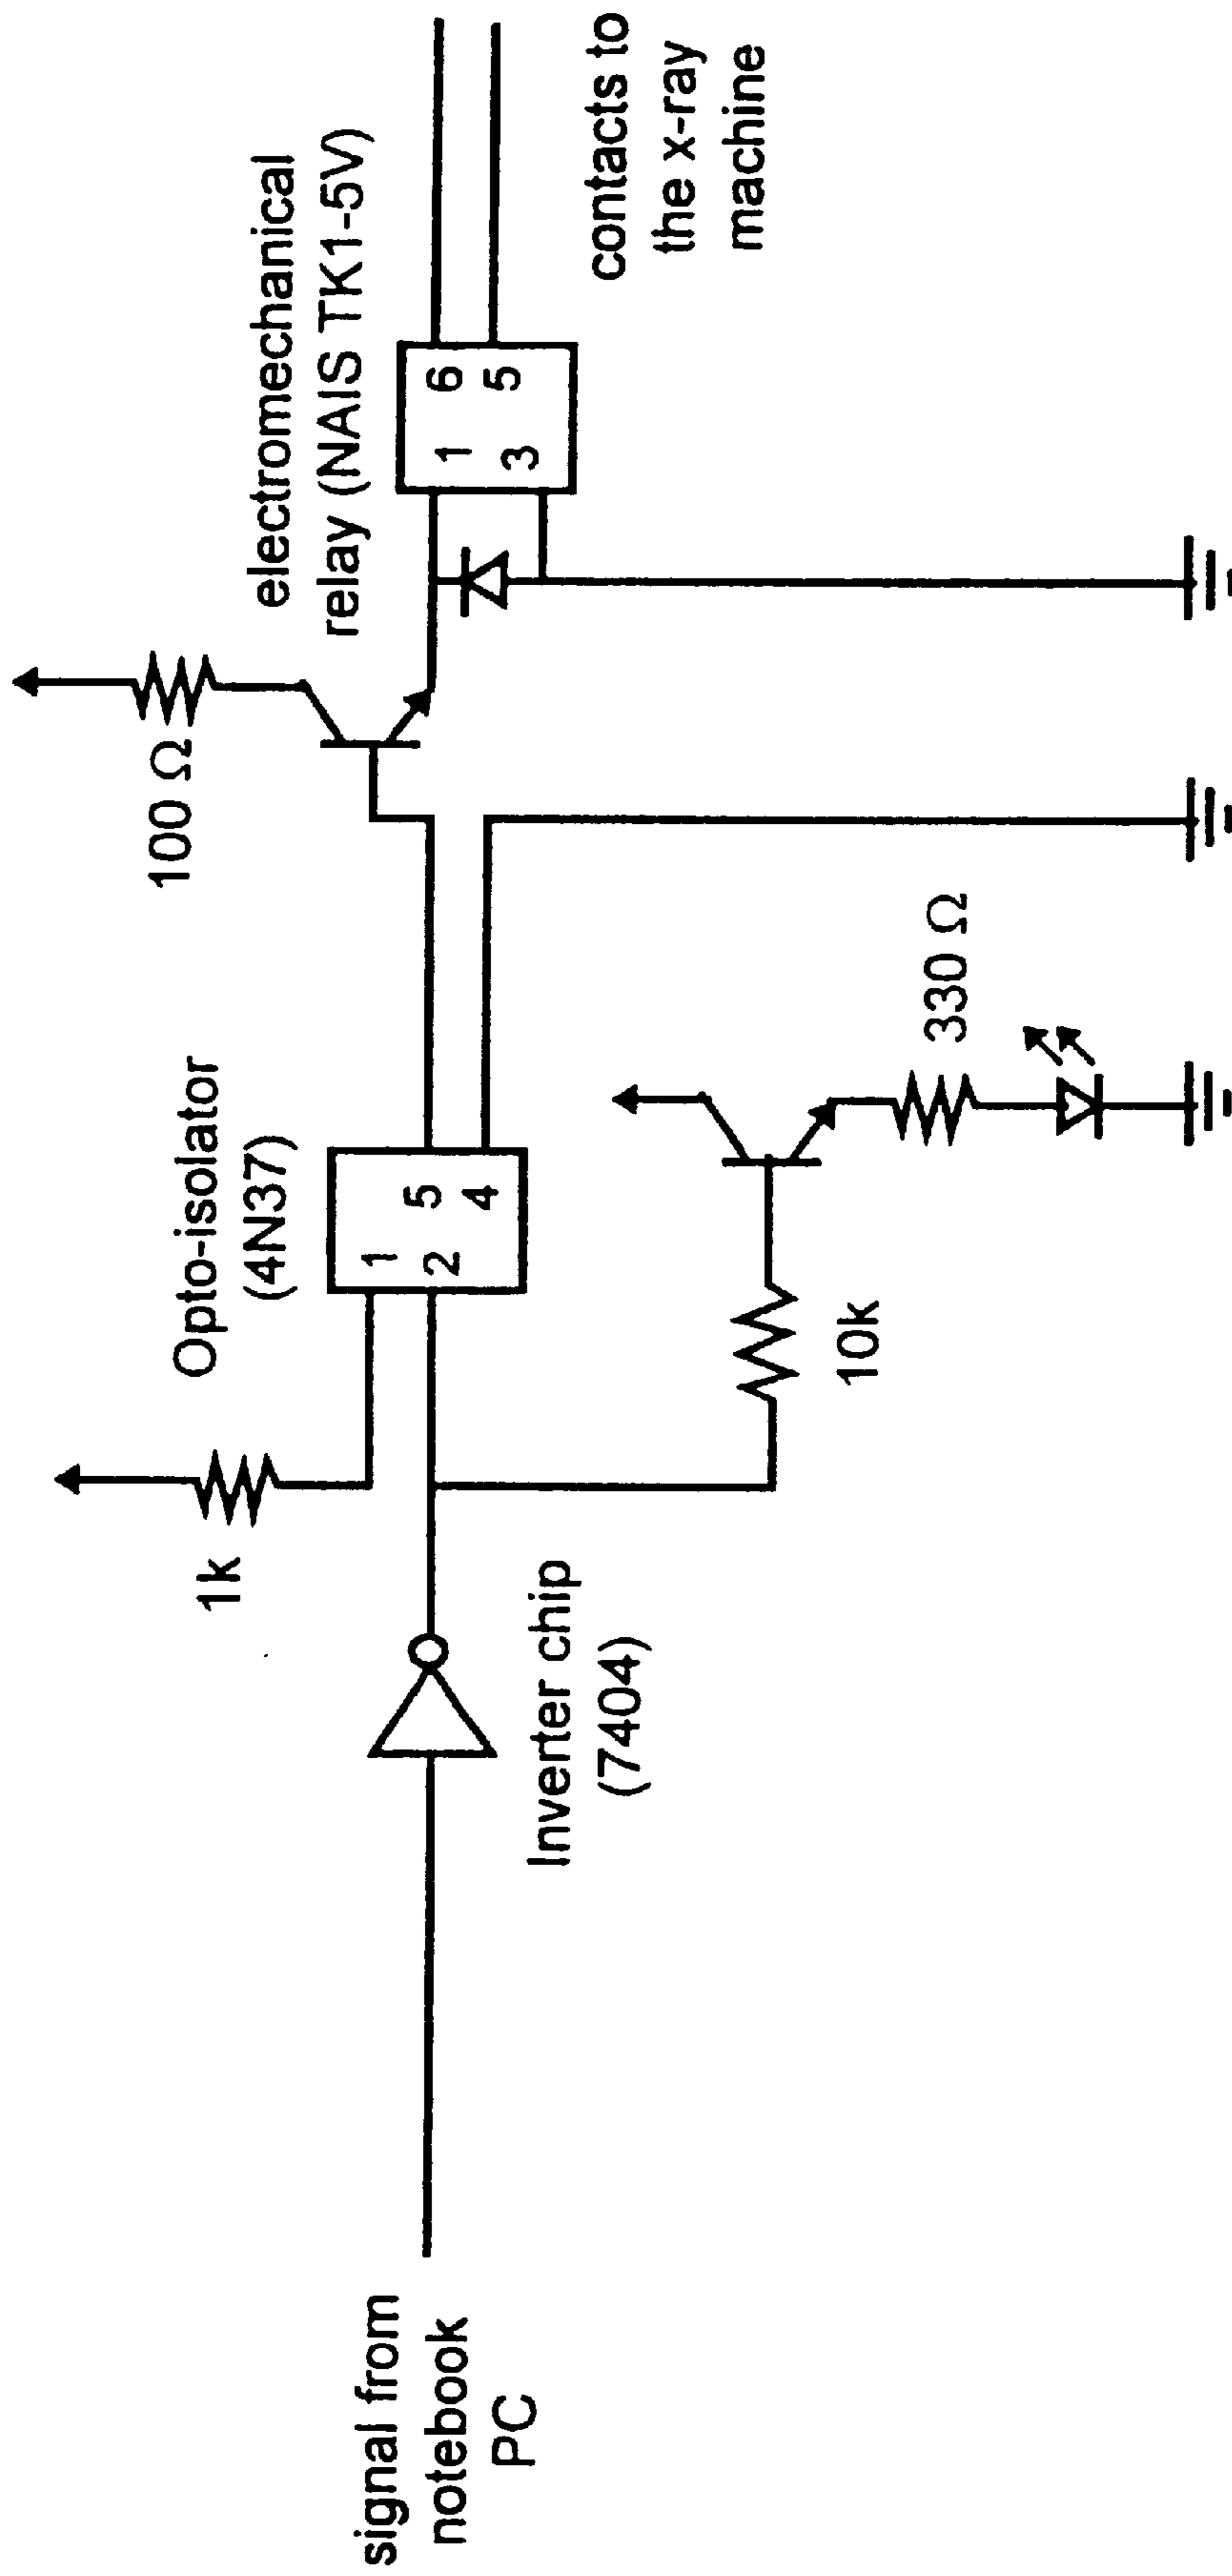 signal from
notebook
PC
Inverter chip
(7404)
1k
Opto-isolator
(4N37)
1
2
5
4
10k
330 Ω
100 Ω
electromechanical
relay (NAIS TK1-5V)
1
3
6
5
contacts to
the x-ray
machine